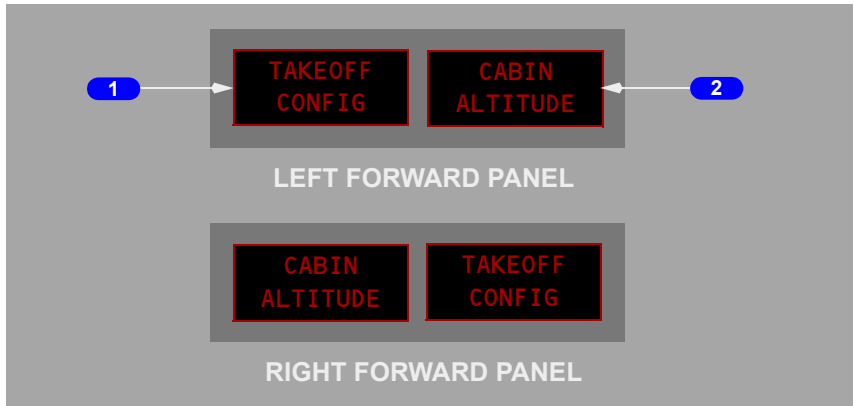 TAKEOFF
CONFIG
CABIN
ALTITUDE
1
2
LEFT FORWARD PANEL
CABIN
ALTITUDE
TAKEOFF
CONFIG
RIGHT FORWARD PANEL